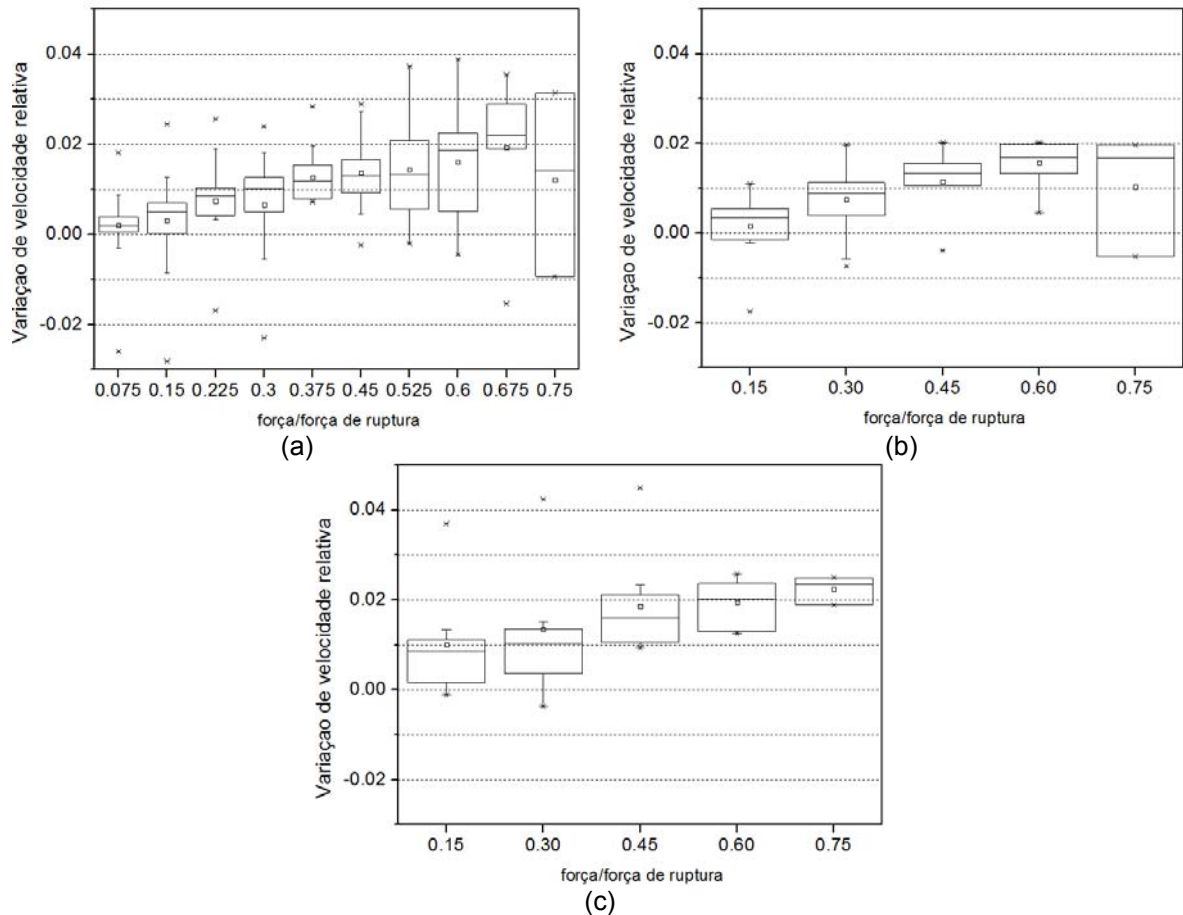 0.04
0.02
0.00
-0.02
Variaçao de velocidade relativa
0.075 0.15 0.225 0.3 0.375 0.45 0.525 0.6 0.675 0.75
força/força de ruptura
(a)
0.04
0.02
0.00
-0.02
Variaçao de velocidade relativa
0.15 0.30 0.45 0.60 0.75
força/força de ruptura
(b)
0.04
0.02
0.00
-0.02
Variaçao de velocidade relativa
0.15 0.30 0.45 0.60 0.75
força/força de ruptura
(c)